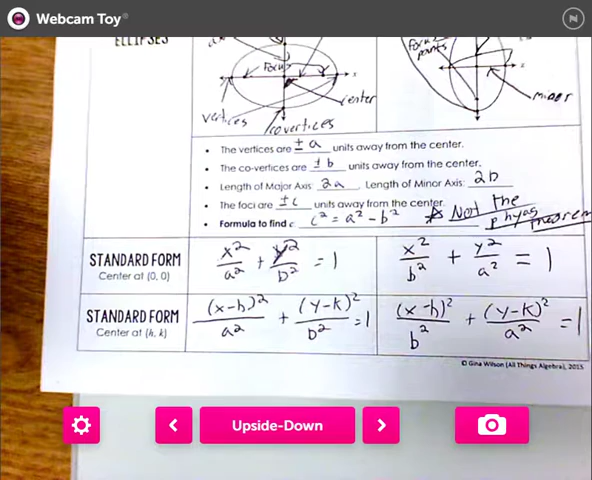 Webcam Toy
ELLIPSES
Focus
points
Focus
x
x
center
minor
vertices
covertices
• The vertices are ± a units away from the center.
• The co-vertices are ± b units away from the center.
• Length of Major Axis: 2a Length of Minor Axis: 2b
• The foci are ± c units away from the center.
• Formula to find c: c² = a² - b² * Not the
phyag
theorem
STANDARD FORM
Center at (0, 0)
x²/a² + y²/b² = 1
x²/b² + y²/a² = 1
STANDARD FORM
Center at (h, k)
(x-h)²/a² + (y-k)²/b² = 1
(x-h)²/b² + (y-k)²/a² = 1
© Gina Wilson (All Things Algebra), 2015
Upside-Down